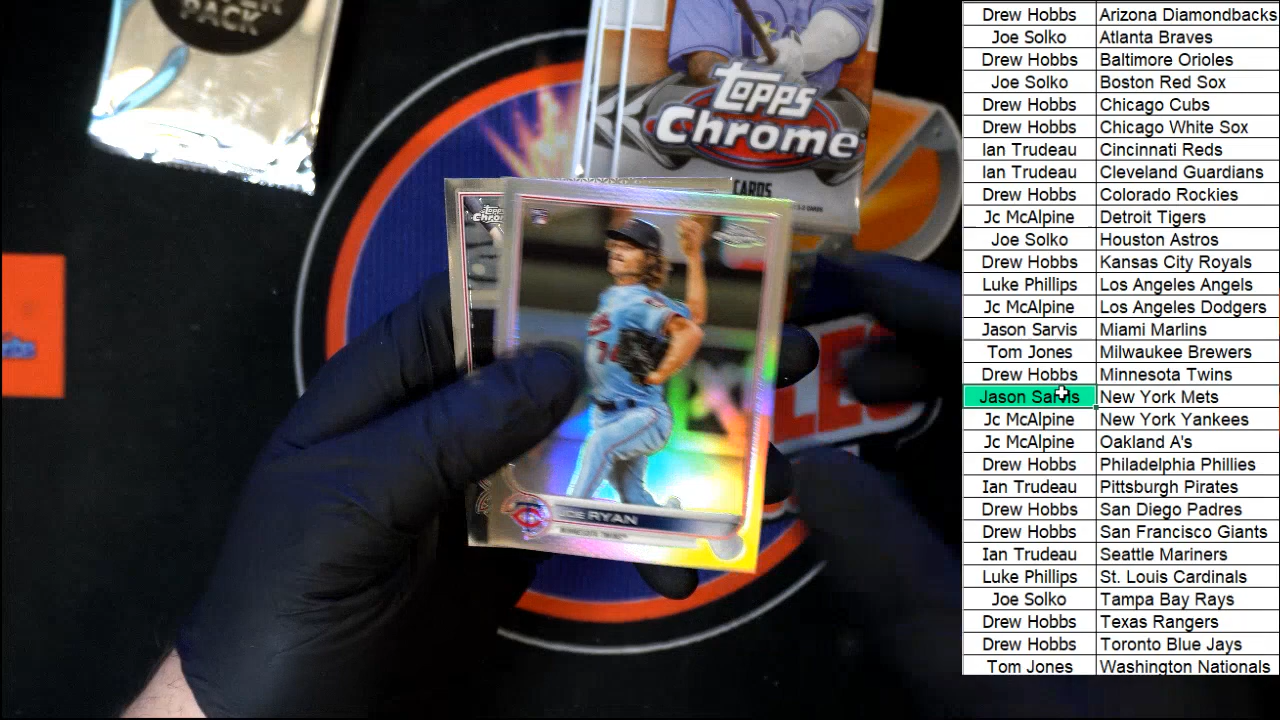 PACK
Topps
Chrome
CARDS
Topps
Chrome
JOE RYAN
Drew Hobbs Arizona Diamondbacks
Joe Solko Atlanta Braves
Drew Hobbs Baltimore Orioles
Joe Solko Boston Red Sox
Drew Hobbs Chicago Cubs
Drew Hobbs Chicago White Sox
Ian Trudeau Cincinnati Reds
Ian Trudeau Cleveland Guardians
Drew Hobbs Colorado Rockies
Jc McAlpine Detroit Tigers
Joe Solko Houston Astros
Drew Hobbs Kansas City Royals
Luke Phillips Los Angeles Angels
Jc McAlpine Los Angeles Dodgers
Jason Sarvis Miami Marlins
Tom Jones Milwaukee Brewers
Drew Hobbs Minnesota Twins
Jason Sarvis New York Mets
Jc McAlpine New York Yankees
Jc McAlpine Oakland A's
Drew Hobbs Philadelphia Phillies
Ian Trudeau Pittsburgh Pirates
Drew Hobbs San Diego Padres
Drew Hobbs San Francisco Giants
Ian Trudeau Seattle Mariners
Luke Phillips St. Louis Cardinals
Joe Solko Tampa Bay Rays
Drew Hobbs Texas Rangers
Drew Hobbs Toronto Blue Jays
Tom Jones Washington Nationals